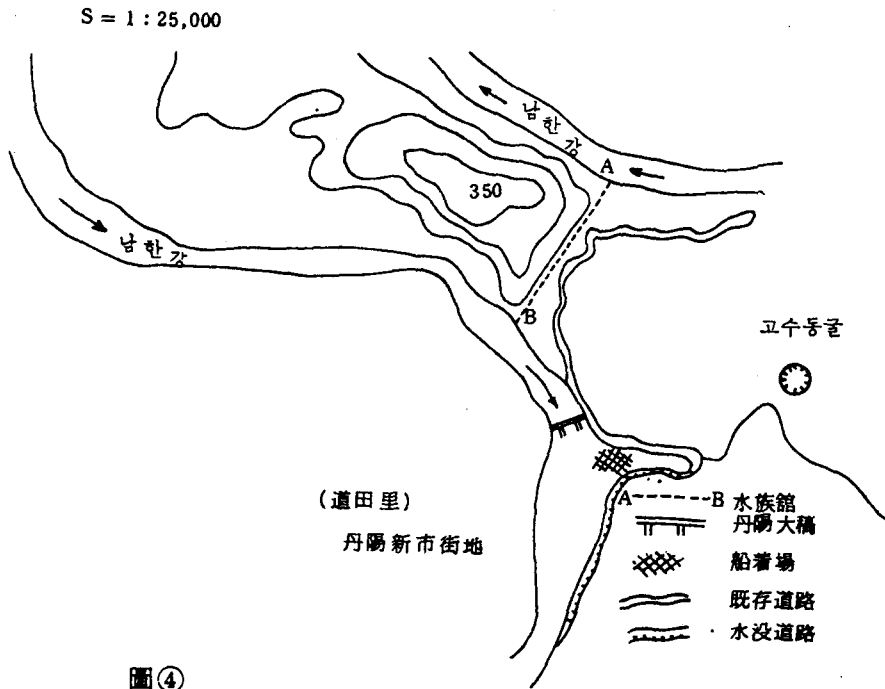 S = 1 : 25,000
남한강
A
350
남한강
B
고수동굴
(道田里)
丹陽新市街地
A B 水族舘
丹陽大稿
船着場
既存道路
水没道路
圖④